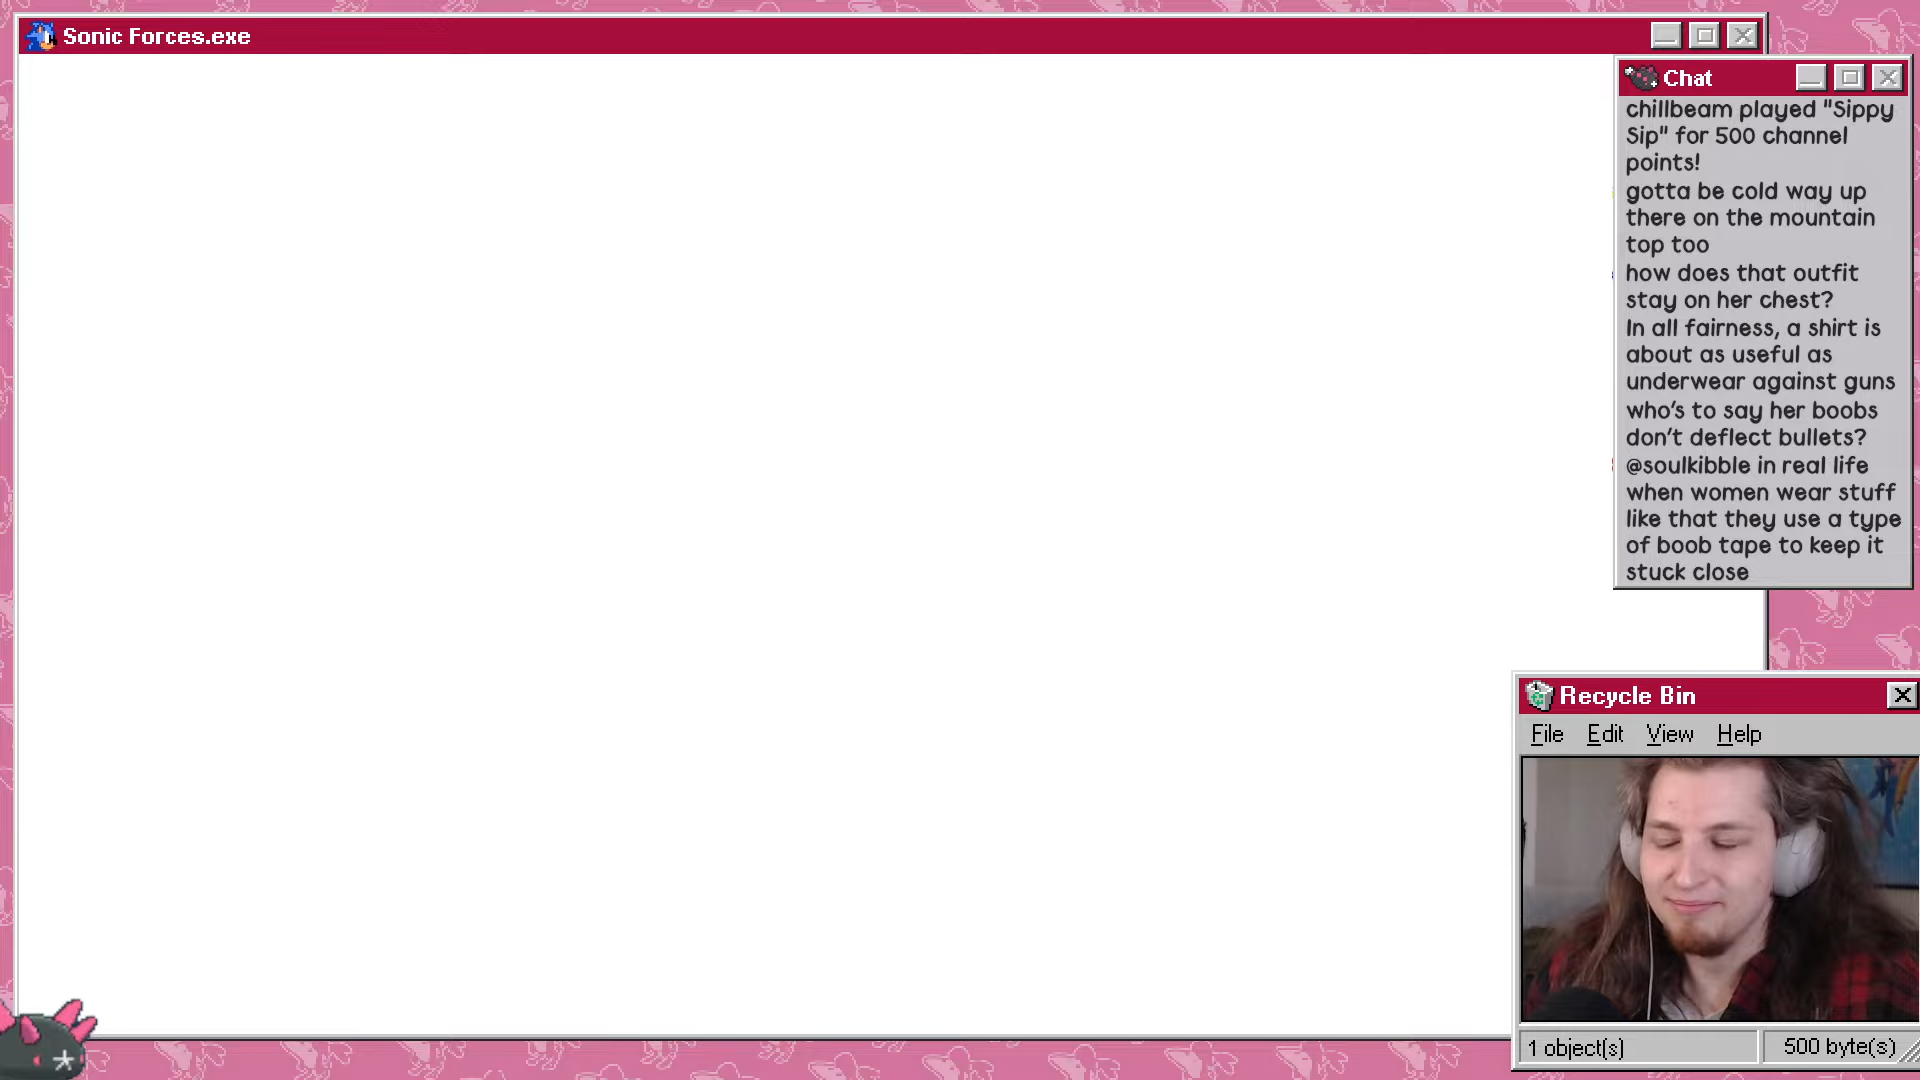 Sonic Forces.exe
Chat
chillbeam played "Sippy
Sip" for 500 channel
points!
gotta be cold way up
there on the mountain
top too
how does that outfit
stay on her chest?
In all fairness, a shirt is
about as useful as
underwear against guns
who's to say her boobs
don't deflect bullets?
@soulkibble in real life
when women wear stuff
like that they use a type
of boob tape to keep it
stuck close
Recycle Bin
File Edit View Help
1 object(s)
500 byte(s)